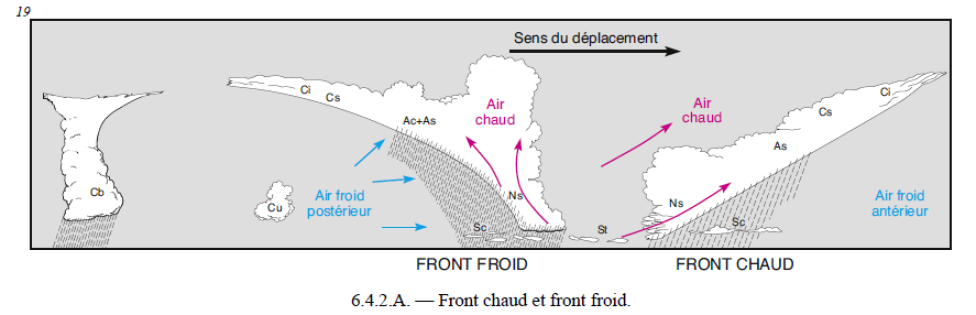 19
Sens du déplacement
Ci
Cs
Ac+As
Air
chaud
Air
chaud
Ci
Cs
As
Cb
Cu
Air froid
postérieur
Ns
Sc
St
Ns
Sc
Air froid
antérieur
FRONT FROID
FRONT CHAUD
6.4.2.A. — Front chaud et front froid.